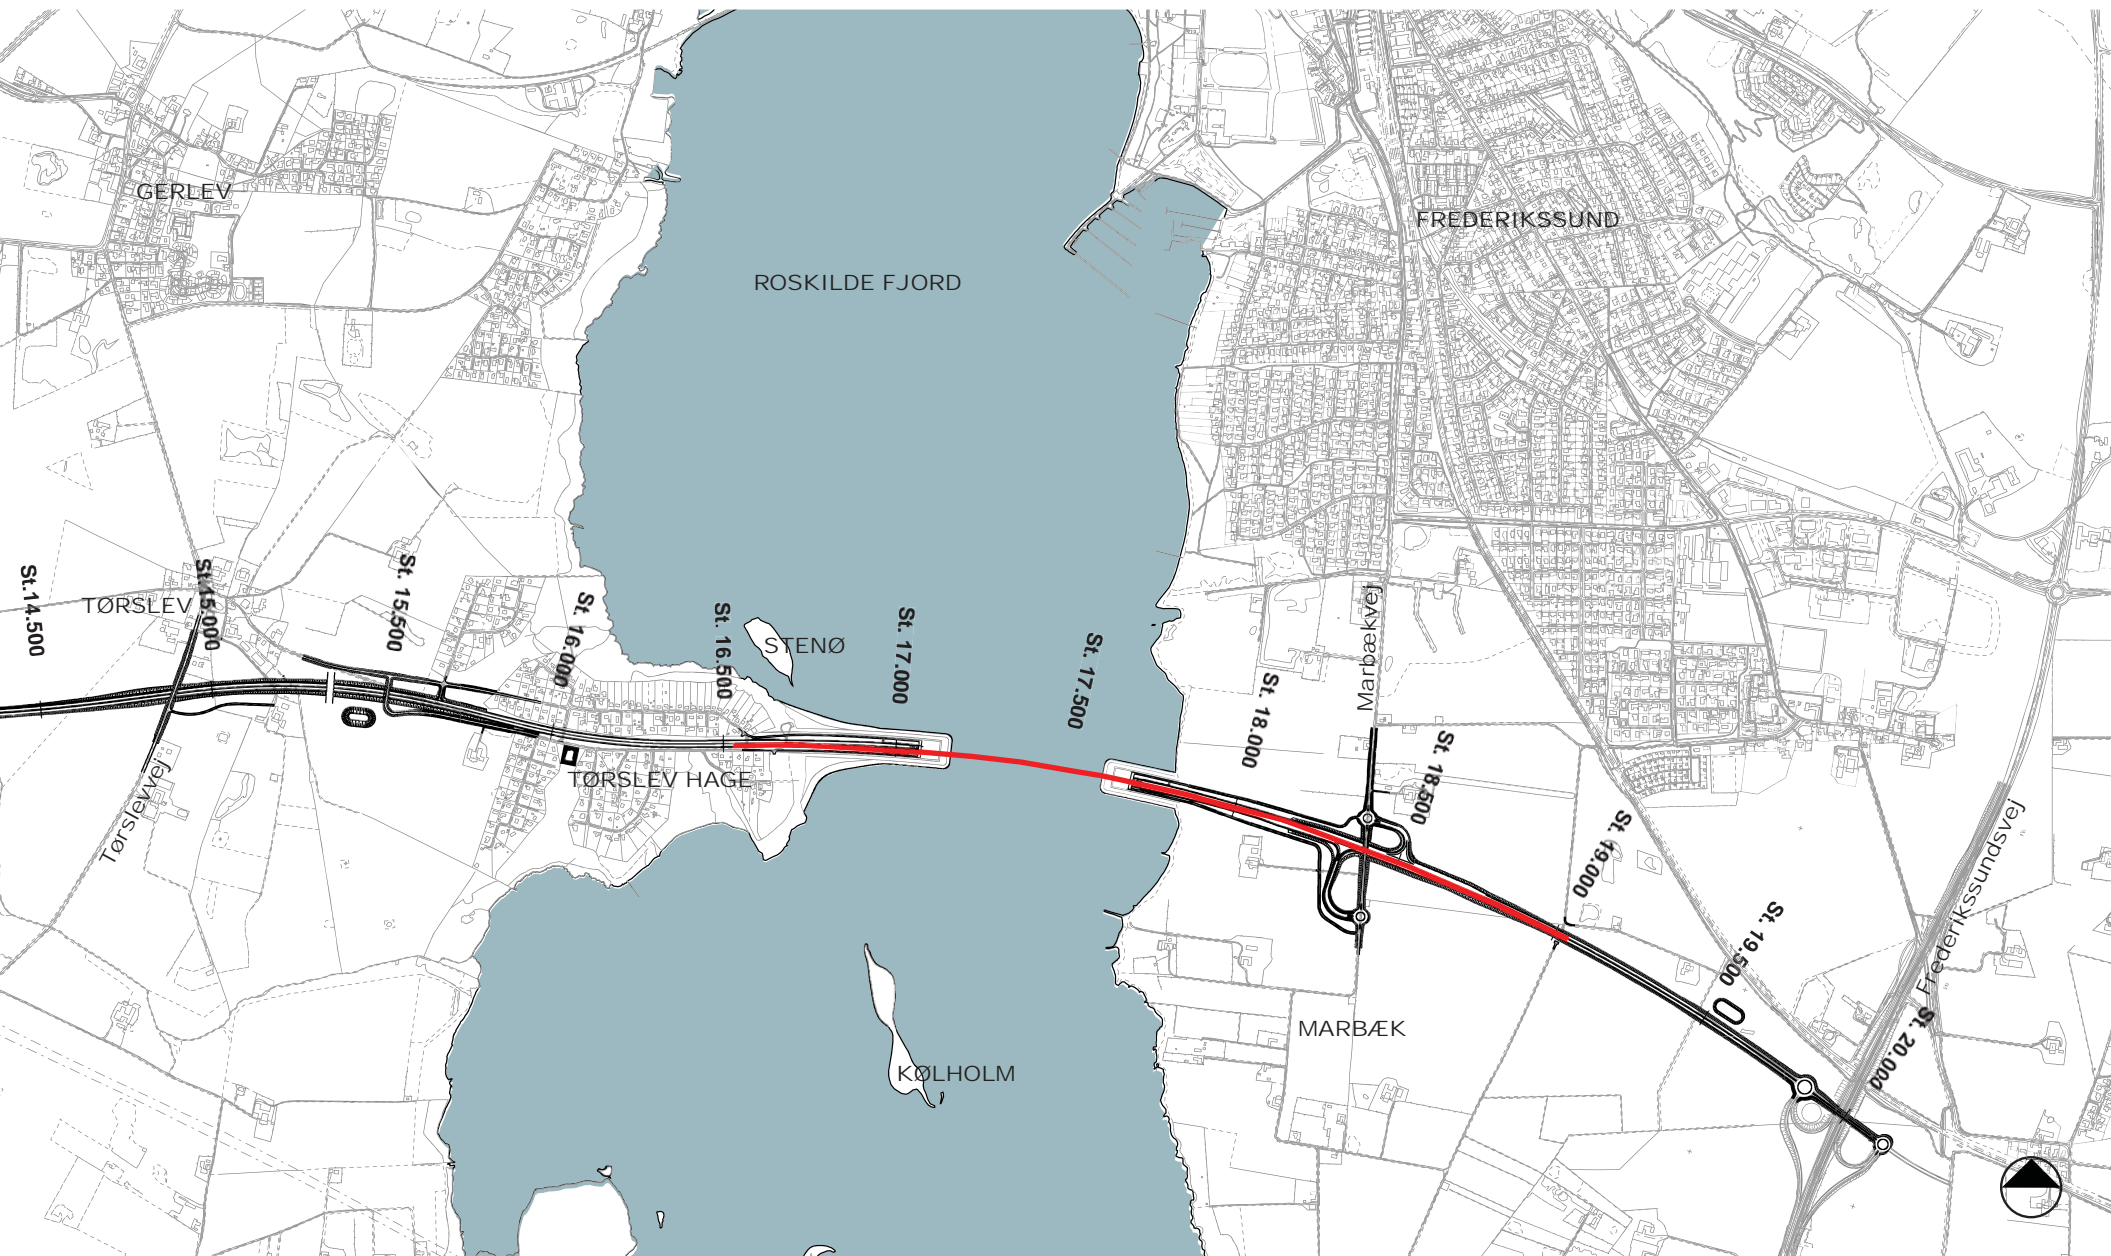 GERLEV
FREDERIKSSUND
ROSKILDE FJORD
St.14.500
TØRSLEV
St.15.000
St. 15.500
St. 16.000
St. 16.500
STENØ
St. 17.000
St. 17.500
St. 18.000
Marbækvej
St. 18.500
TØRSLEV HAGE
Tørslevvej
St. 19.000
St. 19.500
Frederikssundsvej
St. 20.000
MARBÆK
KØLHOLM